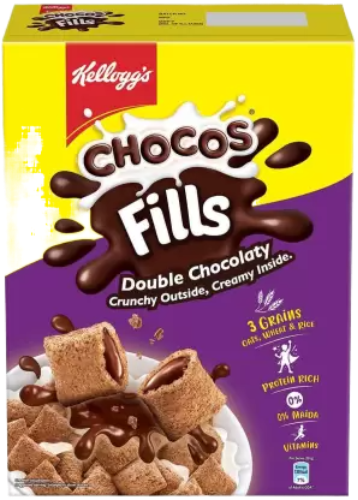 Kellogg's
CHOCOS®
Fills
Double Chocolaty
Crunchy Outside, Creamy Inside.
3 GRAINS
OATS, WHEAT & RICE
PROTEIN RICH
0%
0% MAIDA
VITAMINS